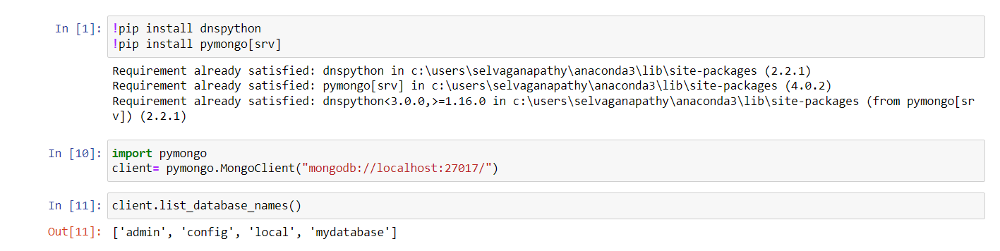 In [1]: !pip install dnspython
!pip install pymongo[srv]
Requirement already satisfied: dnspython in c:\users\selvaganapathy\anaconda3\lib\site-packages (2.2.1)
Requirement already satisfied: pymongo[srv] in c:\users\selvaganapathy\anaconda3\lib\site-packages (4.0.2)
Requirement already satisfied: dnspython<3.0.0,>=1.16.0 in c:\users\selvaganapathy\anaconda3\lib\site-packages (from pymongo[sr
v]) (2.2.1)
In [10]: import pymongo
client= pymongo.MongoClient("mongodb://localhost:27017/")
In [11]: client.list_database_names()
Out[11]: ['admin', 'config', 'local', 'mydatabase']